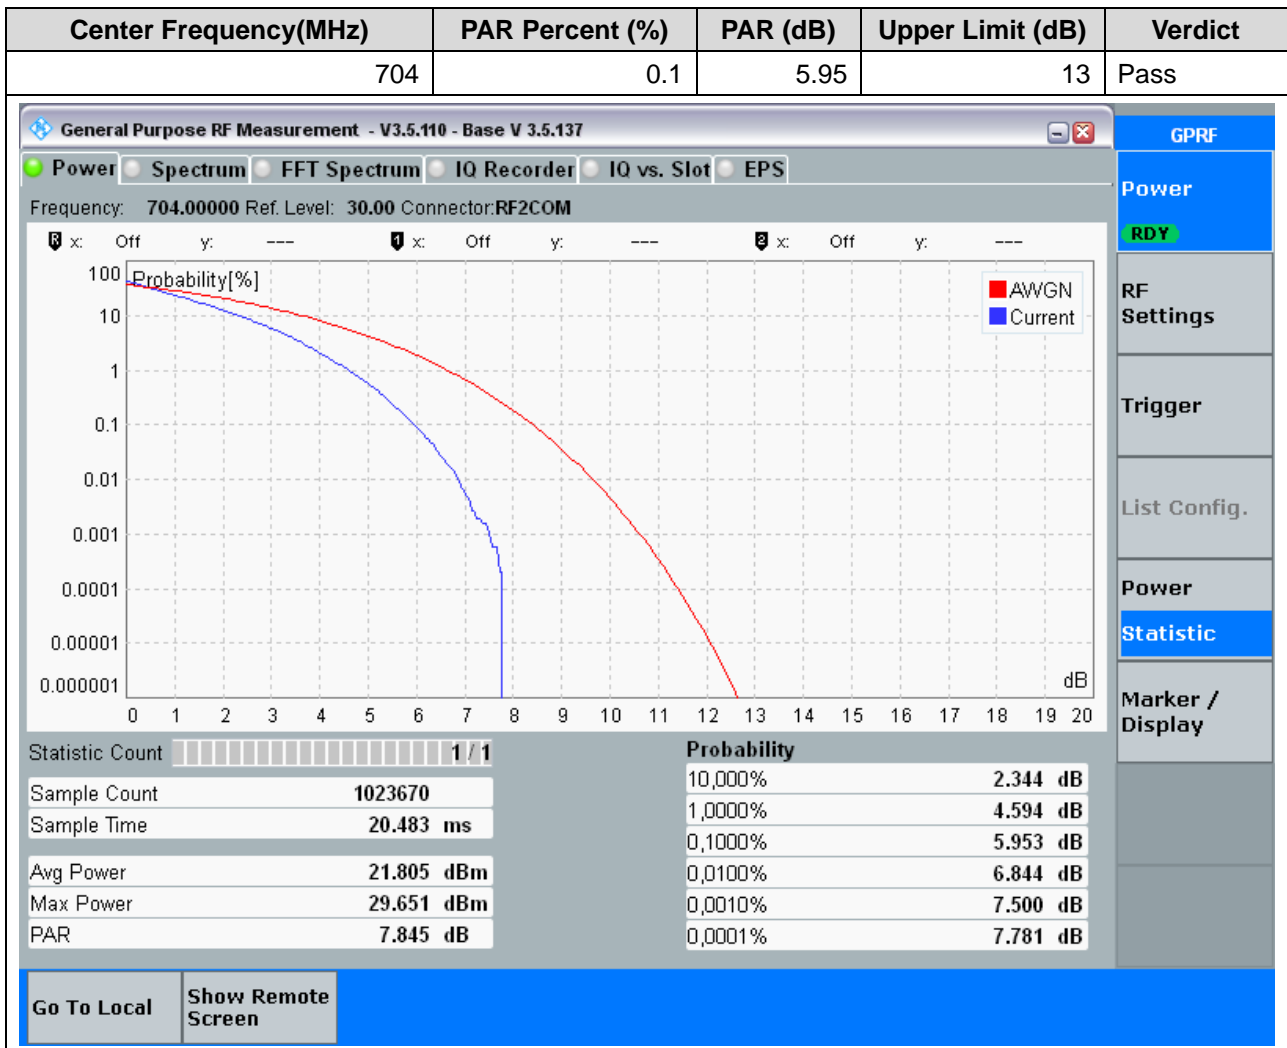 Center Frequency(MHz) PAR Percent (%) PAR (dB) Upper Limit (dB) Verdict
704 0.1 5.95 13 Pass
General Purpose RF Measurement - V3.5.110 - Base V 3.5.137
GPRF
Power Spectrum FFT Spectrum IQ Recorder IQ vs. Slot EPS
Frequency: 704.00000 Ref. Level: 30.00 Connector:RF2COM
R x: Off y: --- 1 x: Off y: --- 2 x: Off y: ---
Probability[%]
AWGN
Current
100
10
1
0.1
0.01
0.001
0.0001
0.00001
0.000001
dB
0 1 2 3 4 5 6 7 8 9 10 11 12 13 14 15 16 17 18 19 20
Statistic Count 1 / 1
Sample Count 1023670
Sample Time 20.483 ms
Avg Power 21.805 dBm
Max Power 29.651 dBm
PAR 7.845 dB
Probability
10,000% 2.344 dB
1,0000% 4.594 dB
0,1000% 5.953 dB
0,0100% 6.844 dB
0,0010% 7.500 dB
0,0001% 7.781 dB
Power
RDY
RF
Settings
Trigger
List Config.
Power
Statistic
Marker /
Display
Go To Local
Show Remote
Screen